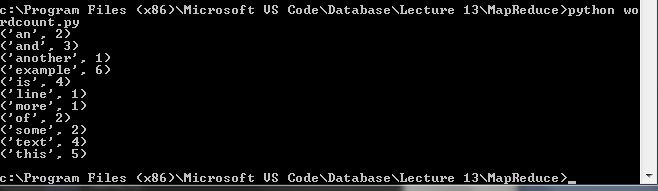 c:\Program Files (x86)\Microsoft VS Code\Database\Lecture 13\MapReduce>python wo
rdcount.py
('an', 2)
('and', 3)
('another', 1)
('example', 6)
('is', 4)
('line', 1)
('more', 1)
('of', 2)
('some', 2)
('text', 4)
('this', 5)
c:\Program Files (x86)\Microsoft VS Code\Database\Lecture 13\MapReduce>_